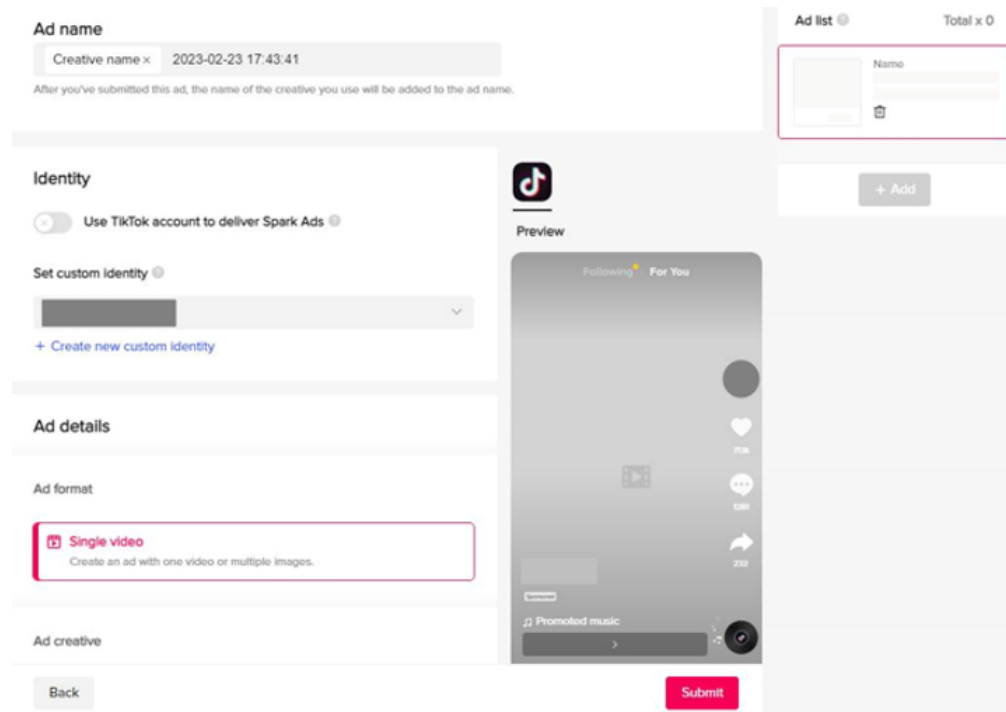 Ad name
Creative name × 2023-02-23 17:43:41
After you've submitted this ad, the name of the creative you use will be added to the ad name.
Identity
Use TikTok account to deliver Spark Ads
Set custom identity
+ Create new custom identity
Ad details
Ad format
Single video
Create an ad with one video or multiple images.
Ad creative
Back
Preview
Following For You
1280
232
Promoted music
Submit
Ad list Total x 0
Name
+ Add